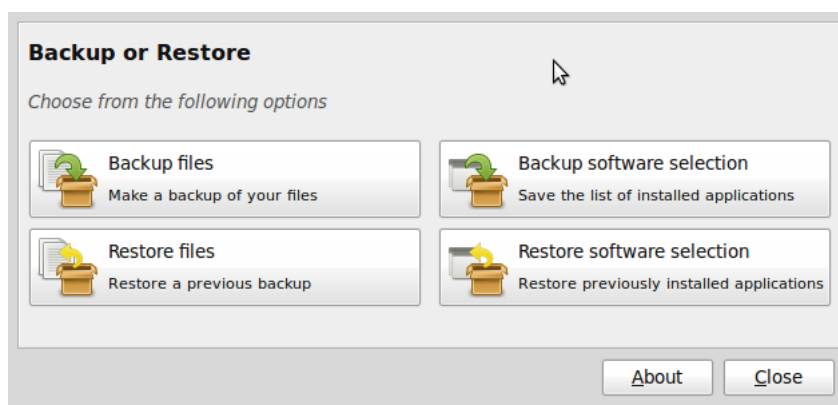 Backup or Restore
Choose from the following options
Backup files
Make a backup of your files
Backup software selection
Save the list of installed applications
Restore files
Restore a previous backup
Restore software selection
Restore previously installed applications
About
Close